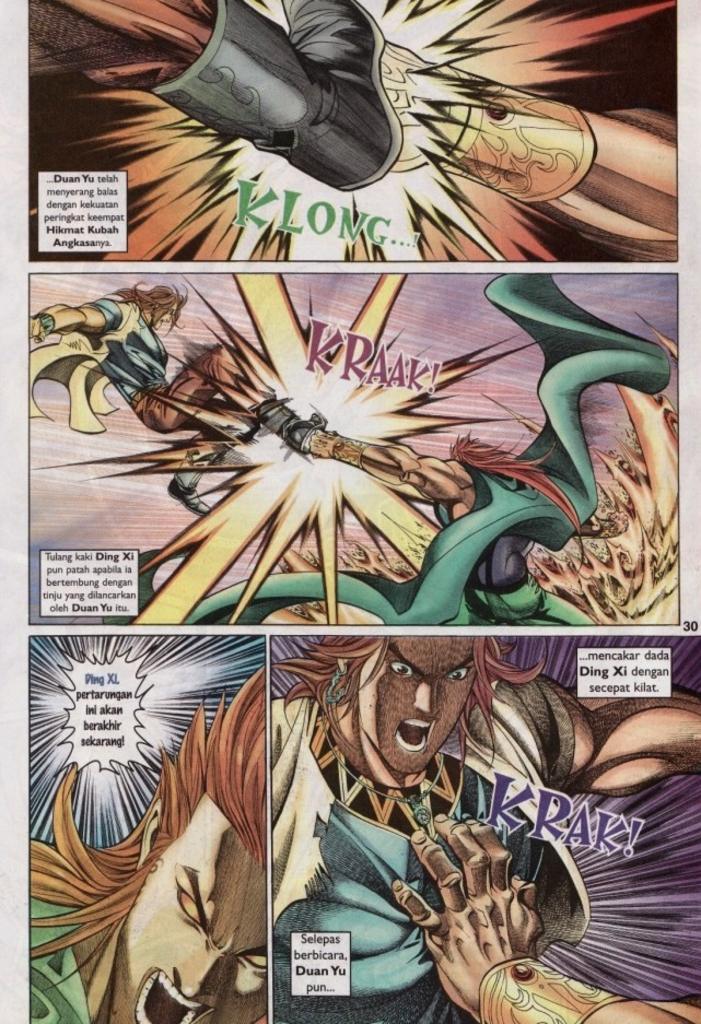 ...Duan Yu telah
menyerang balas
dengan kekuatan
peringkat keempat
Hikmat Kubah
Angkasanya.
KLONG...!
KRAAK!
Tulang kaki Ding Xi
pun patah apabila ia
bertembung dengan
tinju yang dilancarkan
oleh Duan Yu itu.
30
Ding Xi,
pertarungan
ini akan
berakhir
sekarang!
Selepas
berbicara,
Duan Yu
pun...
...mencakar dada
Ding Xi dengan
secepat kilat.
KRAK!